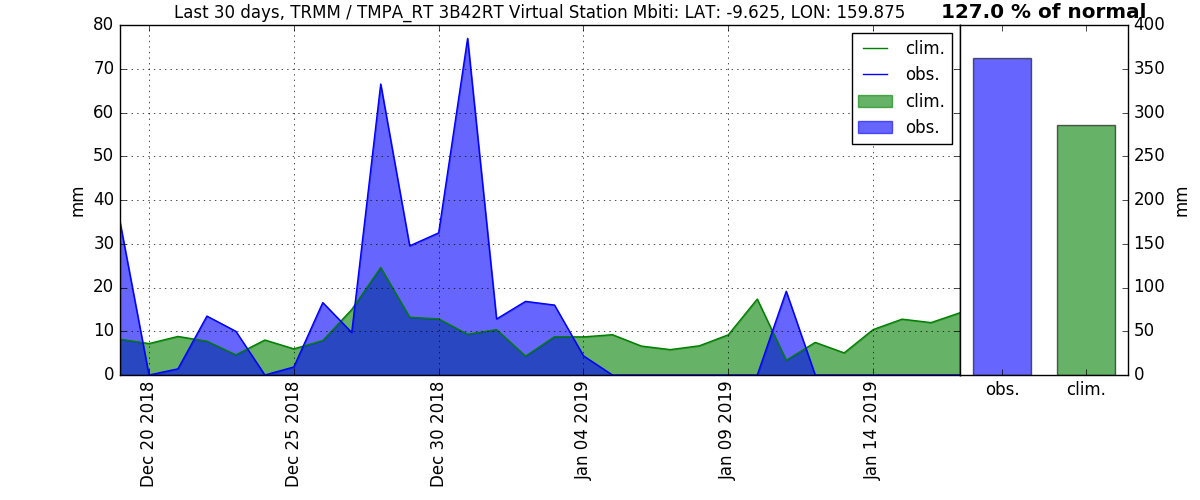 Last 30 days, TRMM / TMPA_RT 3B42RT Virtual Station Mbiti: LAT: -9.625, LON: 159.875
127.0 % of normal
80
70
60
50
40
30
20
10
0
mm
clim.
obs.
clim.
obs.
Dec 20 2018
Dec 25 2018
Dec 30 2018
Jan 04 2019
Jan 09 2019
Jan 14 2019
400
350
300
250
200
150
100
50
0
mm
obs.
clim.